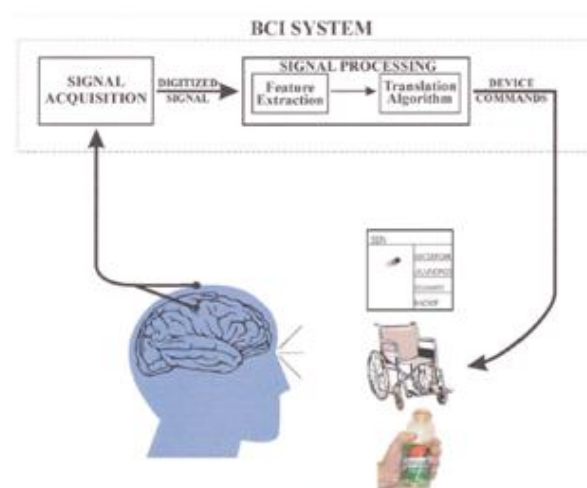 BCI SYSTEM
SIGNAL
ACQUISITION
DIGITIZED
SIGNAL
SIGNAL PROCESSING
Feature
Extraction
Translation
Algorithm
DEVICE
COMMANDS